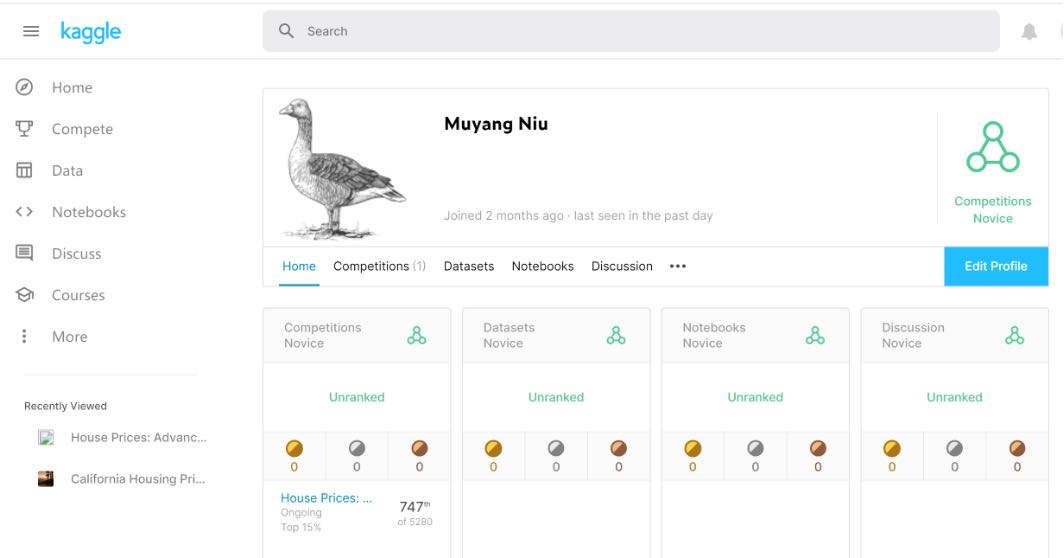 kaggle
Search
Home
Compete
Data
Notebooks
Discuss
Courses
More
Recently Viewed
House Prices: Advanc...
California Housing Pri...
Muyang Niu
Joined 2 months ago · last seen in the past day
Competitions
Novice
Home Competitions (1) Datasets Notebooks Discussion •••
Edit Profile
Competitions
Novice
Unranked
0 0 0
House Prices: ...
Ongoing
Top 15%
747th
of 5280
Datasets
Novice
Unranked
0 0 0
Notebooks
Novice
Unranked
0 0 0
Discussion
Novice
Unranked
0 0 0